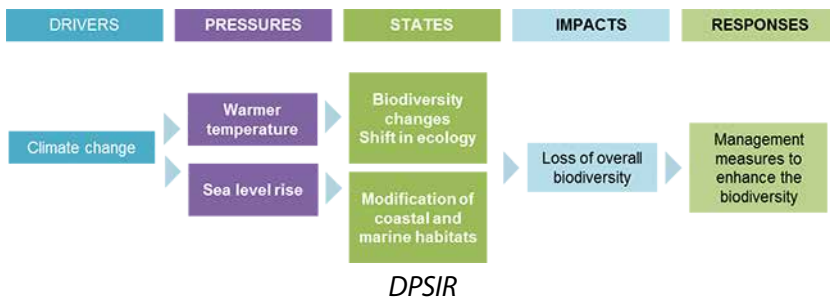 DRIVERS
PRESSURES
STATES
IMPACTS
RESPONSES
Climate change
Warmer
temperature
Sea level rise
Biodiversity
changes
Shift in ecology
Modification of
coastal and
marine habitats
Loss of overall
biodiversity
Management
measures to
enhance the
biodiversity
DPSIR